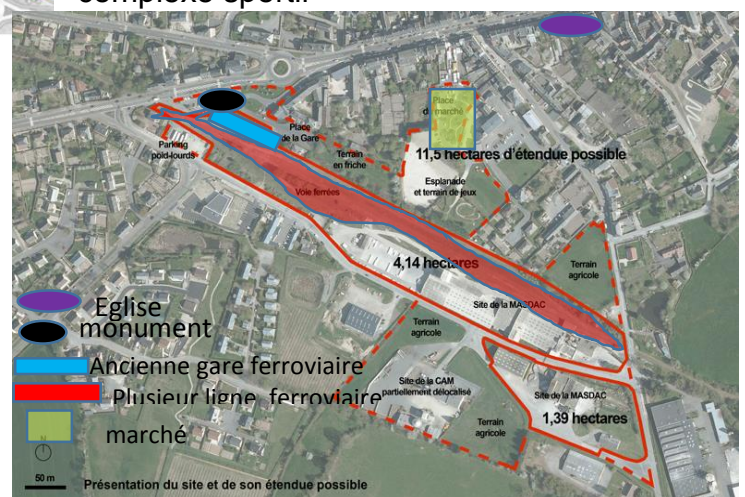 complexe sportif
Place
de marché
Place
de la Gare
Parking
poid-lourds
Terrain
en friche
11,5 hectares d'étendue possible
Esplanade
et terrain de jeux
Voie ferrées
4,14 hectares
Terrain
agricole
Site de la MASDAC
Eglise
monument
Terrain
agricole
Ancienne gare ferroviaire
Plusieur ligne ferroviaire
Site de la CAM
partiellement délocalisé
Site de la MASDAC
1,39 hectares
marché
Terrain
agricole
N
50 m
Présentation du site et de son étendue possible